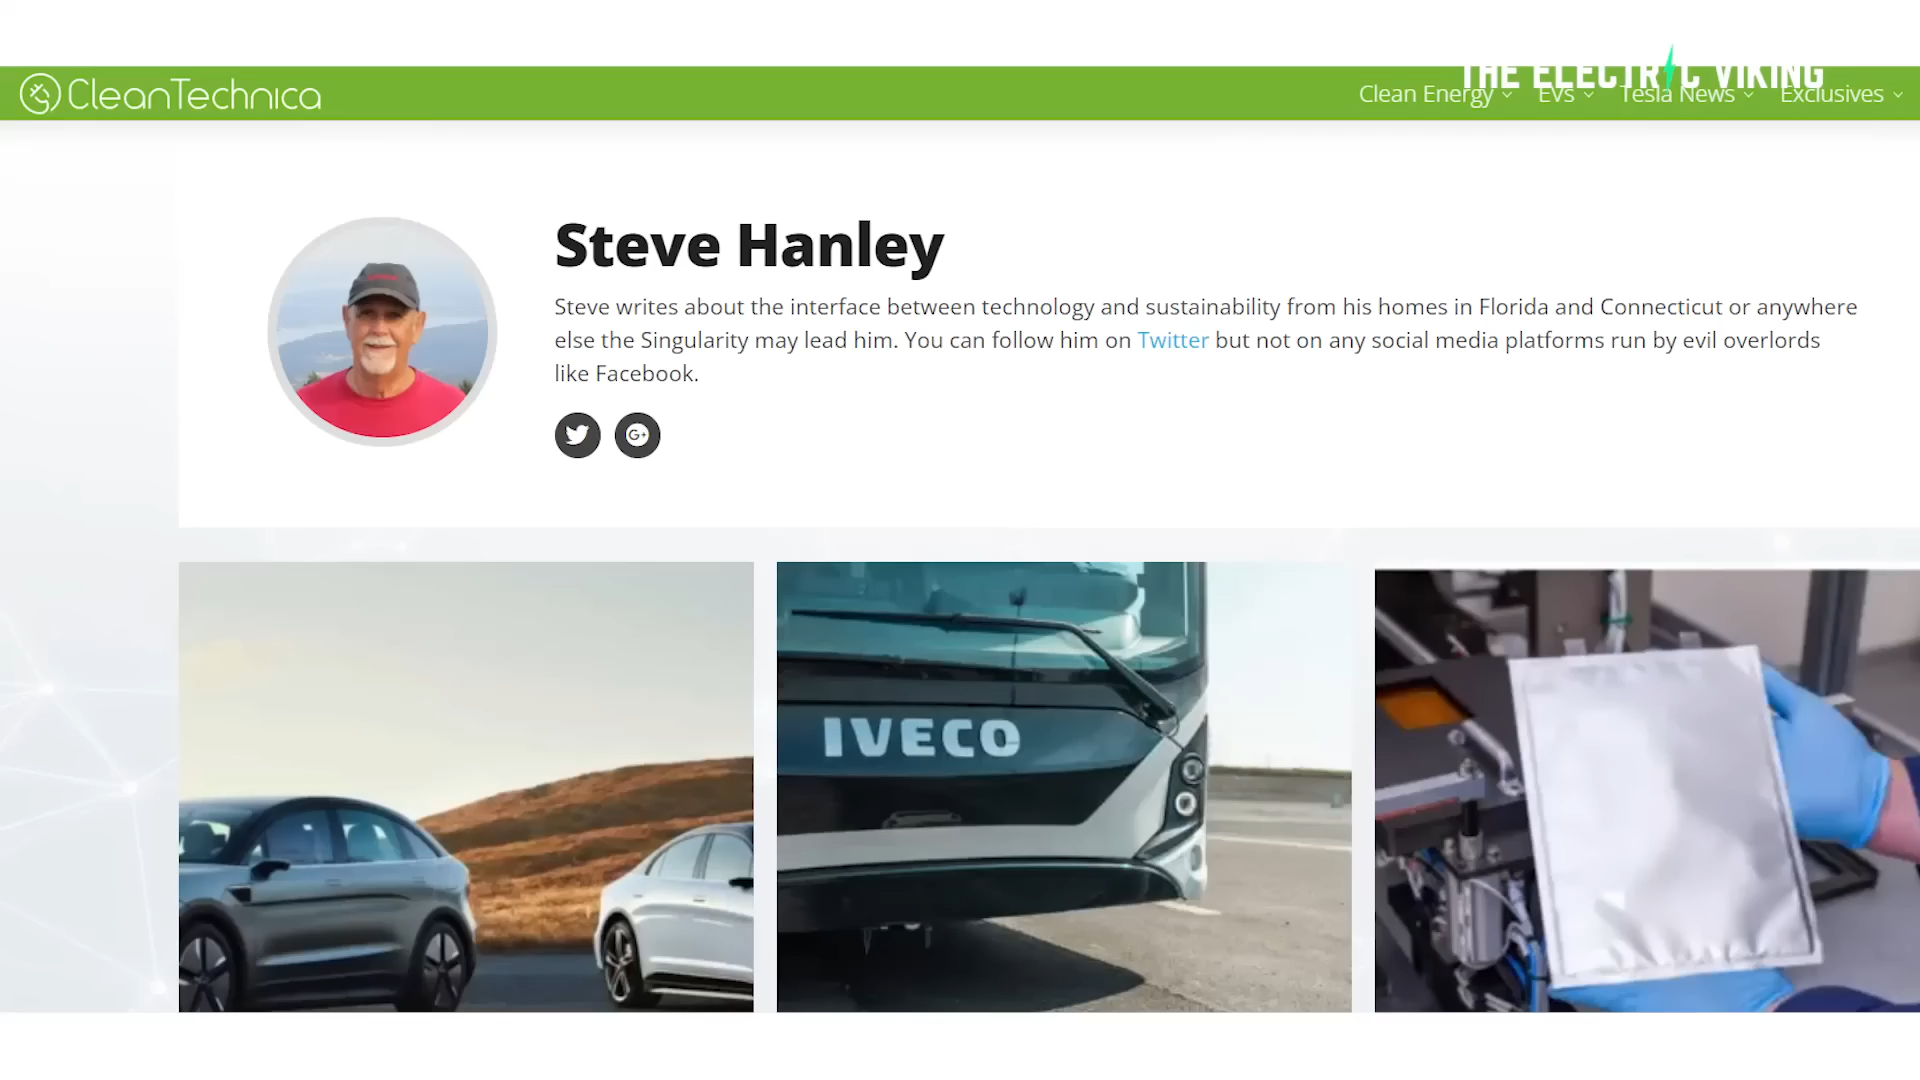 THE ELECTRIC VIKING
CleanTechnica
Clean Energy
EVs
Tesla News
Exclusives
Steve Hanley
Steve writes about the interface between technology and sustainability from his homes in Florida and Connecticut or anywhere
else the Singularity may lead him. You can follow him on Twitter but not on any social media platforms run by evil overlords
like Facebook.
G+
IVECO